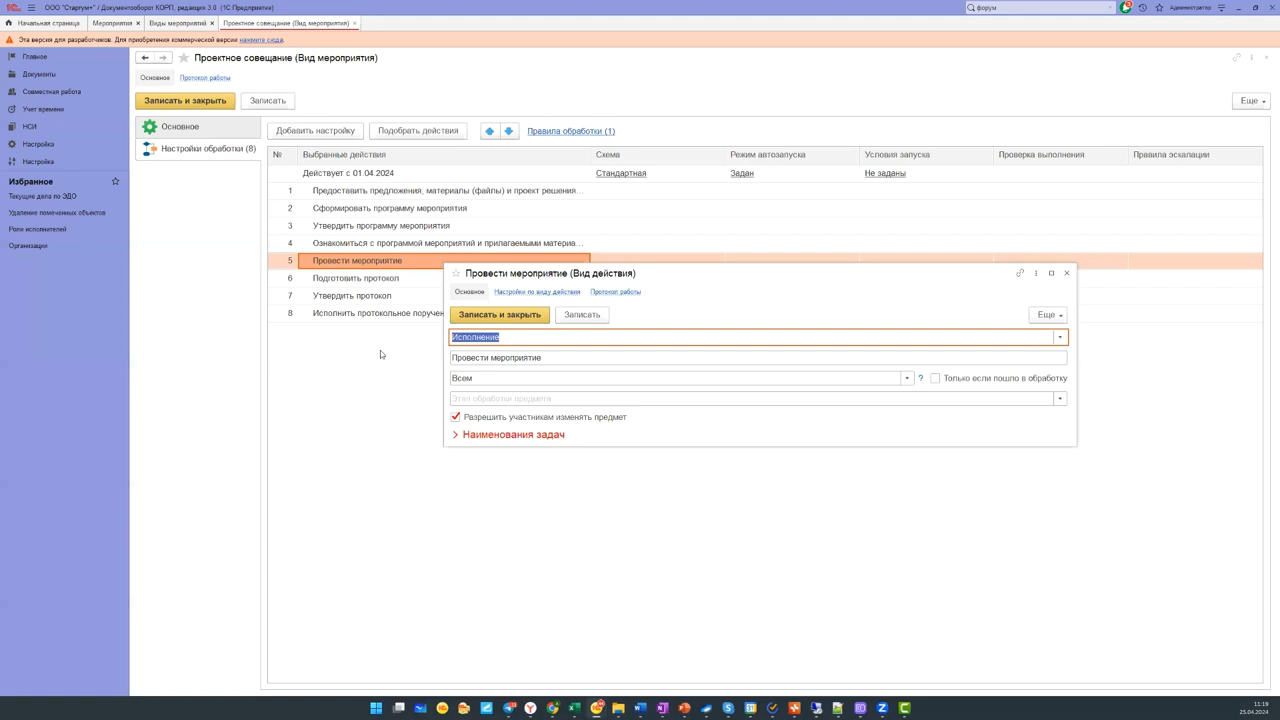 ООО "Старгум+" / Документооборот КОРП, редакция 3.0 (1С:Предприятие)
форум
Администратор
Начальная страница
Мероприятия ×
Виды мероприятий ×
Проектное совещание (Вид мероприятия) ×
Эта версия для разработчиков. Для приобретения коммерческой версии нажмите сюда.
Главное
Документы
Совместная работа
Учет времени
НСИ
Настройка
Настройка
Избранное
Текущие дела по ЭДО
Удаление помеченных объектов
Роли исполнителей
Организации
Проектное совещание (Вид мероприятия)
Основное Протокол работы
Записать и закрыть Записать Еще
Основное
Настройки обработки (8)
Добавить настройку Подобрать действия Правила обработки (1)
№ Выбранные действия Схема Режим автозапуска Условия запуска Проверка выполнения Правила эскалации
Действует с 01.04.2024 Стандартная Задан Не заданы
1 Предоставить предложения, материалы (файлы) и проект решения...
2 Сформировать программу мероприятия
3 Утвердить программу мероприятия
4 Ознакомиться с программой мероприятий и прилагаемыми материа...
5 Провести мероприятие
6 Подготовить протокол
7 Утвердить протокол
8 Исполнить протокольное поручен
Провести мероприятие (Вид действия)
Основное Настройки по виду действия Протокол работы
Записать и закрыть Записать Еще
Исполнение
Провести мероприятие
Всем ? Только если пошло в обработку
Этап обработки предмета
Разрешить участникам изменять предмет
Наименования задач
11:19
25.04.2024